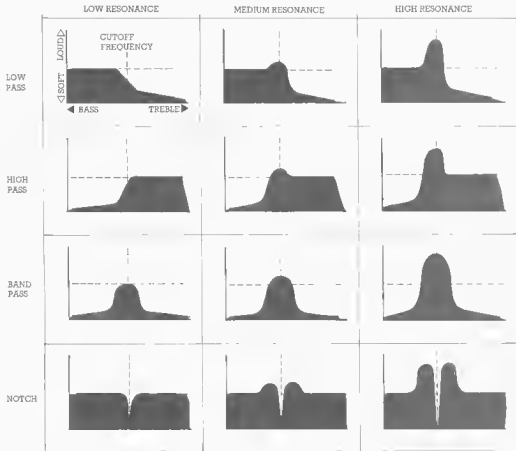 LOW RESONANCE
MEDIUM RESONANCE
HIGH RESONANCE
LOW
PASS
LOUD
SOFT
CUTOFF
FREQUENCY
BASS
TREBLE
HIGH
PASS
BAND
PASS
NOTCH